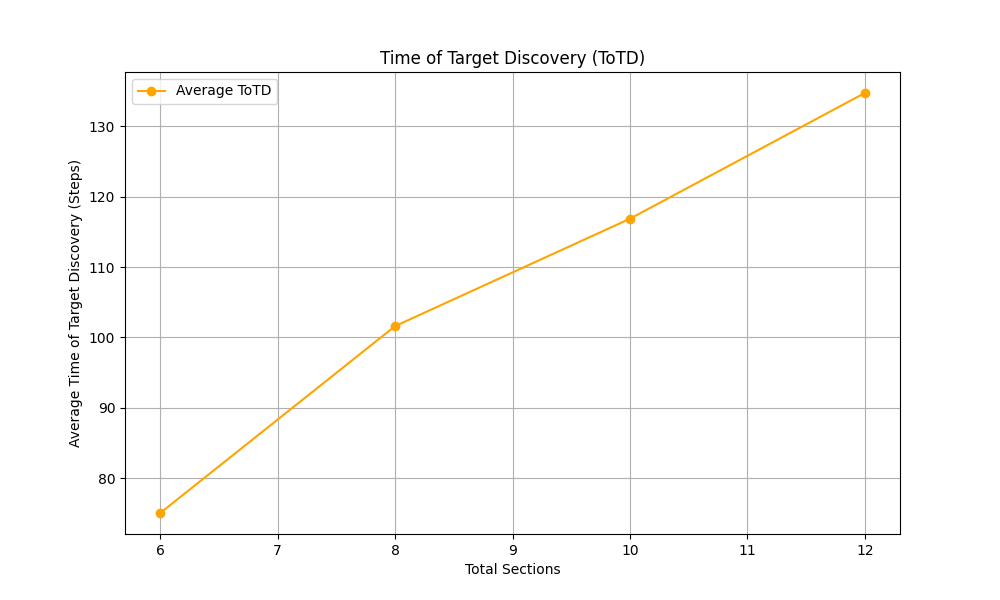 Time of Target Discovery (ToTD)
Average ToTD
Average Time of Target Discovery (Steps)
130
120
110
100
90
80
6 7 8 9 10 11 12
Total Sections